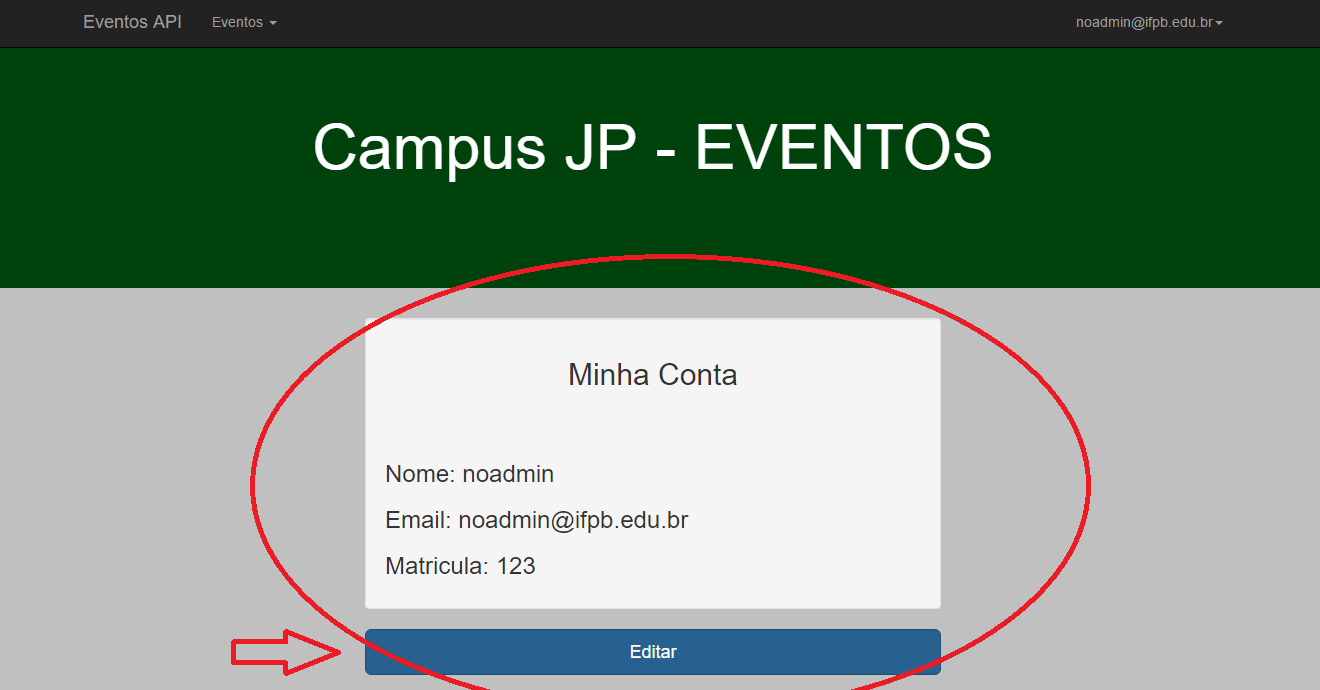 Eventos API Eventos noadmin@ifpb.edu.br
Campus JP - EVENTOS
Minha Conta
Nome: noadmin
Email: noadmin@ifpb.edu.br
Matricula: 123
Editar